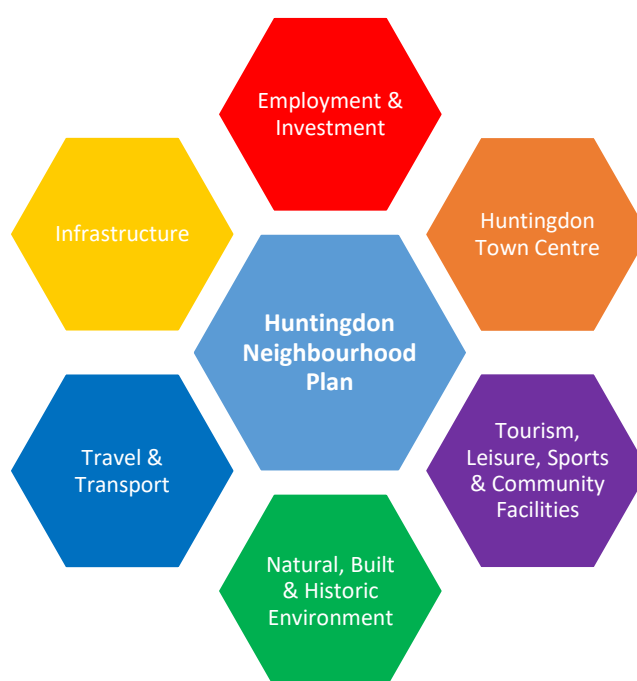 Employment &
Investment
Infrastructure
Huntingdon
Town Centre
Huntingdon
Neighbourhood
Plan
Travel &
Transport
Tourism,
Leisure, Sports
& Community
Facilities
Natural, Built
& Historic
Environment